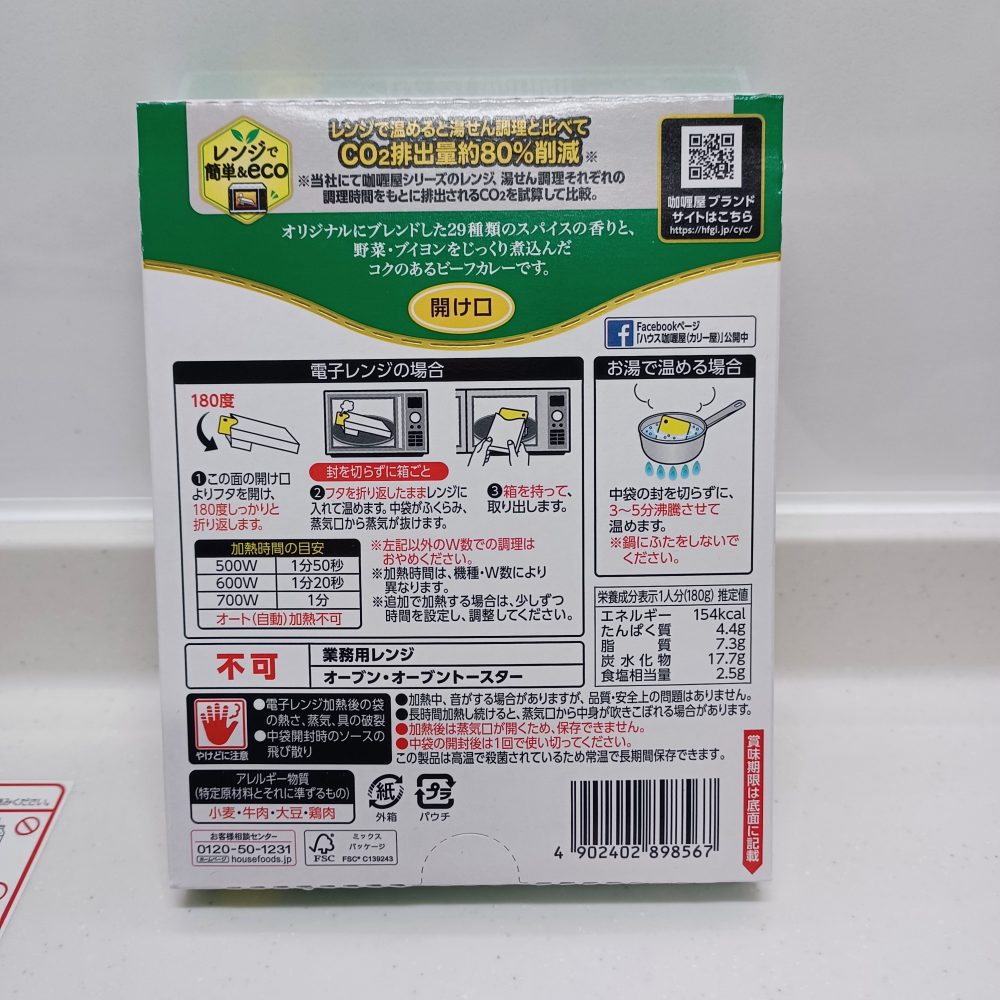 レンジで
簡単&eco
レンジで温めると湯せん調理と比べて
CO2排出量約80%削減※
※当社にて咖喱屋シリーズのレンジ、湯せん調理それぞれの
調理時間をもとに排出されるCO2を試算して比較。
咖喱屋 ブランド
サイトはこちら
https://hfgl.jp/cyc/
オリジナルにブレンドした29種類のスパイスの香りと、
野菜・ブイヨンをじっくり煮込んだ
コクのあるビーフカレーです。
開け口
Facebookページ
「ハウス咖喱屋(カリー屋)」公開中
電子レンジの場合
180度
❶この面の開け口
よりフタを開け、
180度しっかりと
折り返します。
封を切らずに箱ごと
❷フタを折り返したままレンジに
入れて温めます。中袋がふくらみ、
蒸気口から蒸気が抜けます。
❸箱を持って、
取り出します。
加熱時間の目安
500W 1分50秒
600W 1分20秒
700W 1分
オート(自動)加熱不可
※左記以外のW数での調理は
おやめください。
※加熱時間は、機種・W数により
異なります。
※追加で加熱する場合は、少しずつ
時間を設定し、調整してください。
お湯で温める場合
中袋の封を切らずに、
3〜5分沸騰させて
温めます。
※鍋にふたをしないで
ください。
栄養成分表示1人分(180g) 推定値
エネルギー 154kcal
たんぱく質 4.4g
脂質 7.3g
炭水化物 17.7g
食塩相当量 2.5g
不可
業務用レンジ
オーブン・オーブントースター
やけどに注意
●電子レンジ加熱後の袋
の熱さ、蒸気、具の破裂
●中袋開封時のソースの
飛び散り
●加熱中、音がする場合がありますが、品質・安全上の問題はありません。
●長時間加熱し続けると、蒸気口から中身が吹きこぼれる場合があります。
●加熱後は蒸気口が開くため、保存できません。
●中袋の開封後は1回で使い切ってください。
この製品は高温で殺菌されているため常温で長期間保存できます。
アレルギー物質
(特定原材料とそれに準ずるもの)
小麦・牛肉・大豆・鶏肉
紙
外箱
プラ
パウチ
お客様相談センター
0120-50-1231
ホームページ housefoods.jp
FSC
ミックス
パッケージ
FSC® C139243
4 902402 898567
賞味期限は底面に記載